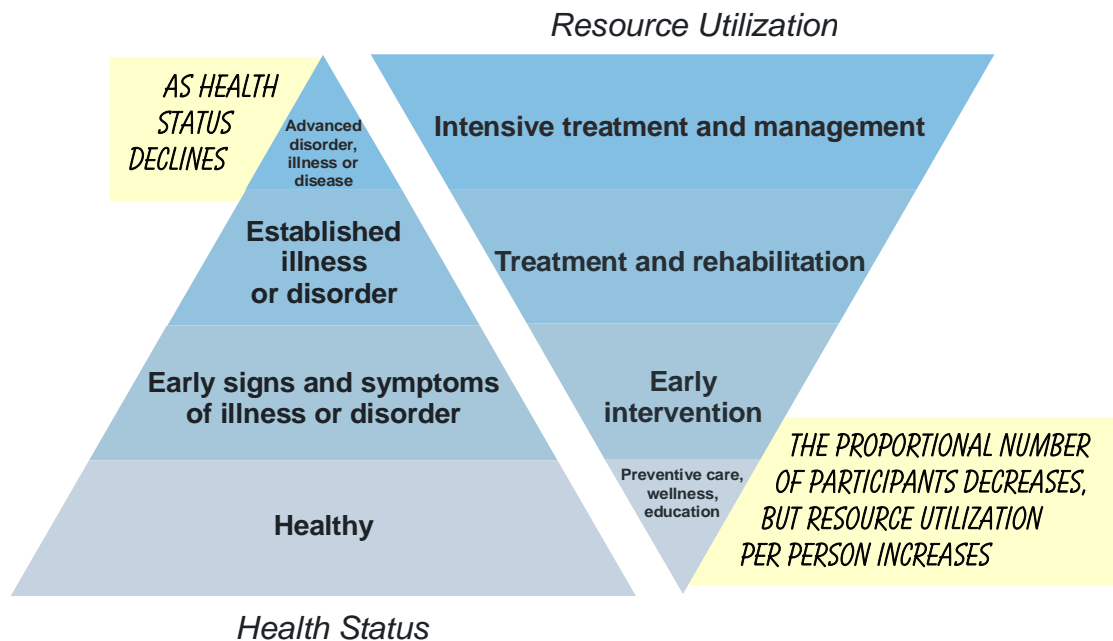 Resource Utilization
AS HEALTH
STATUS
DECLINES
Advanced
disorder,
illness or
disease
Intensive treatment and management
Established
illness
or disorder
Treatment and rehabilitation
Early signs and symptoms
of illness or disorder
Early
intervention
Healthy
Preventive care,
wellness,
education
THE PROPORTIONAL NUMBER
OF PARTICIPANTS DECREASES,
BUT RESOURCE UTILIZATION
PER PERSON INCREASES
Health Status